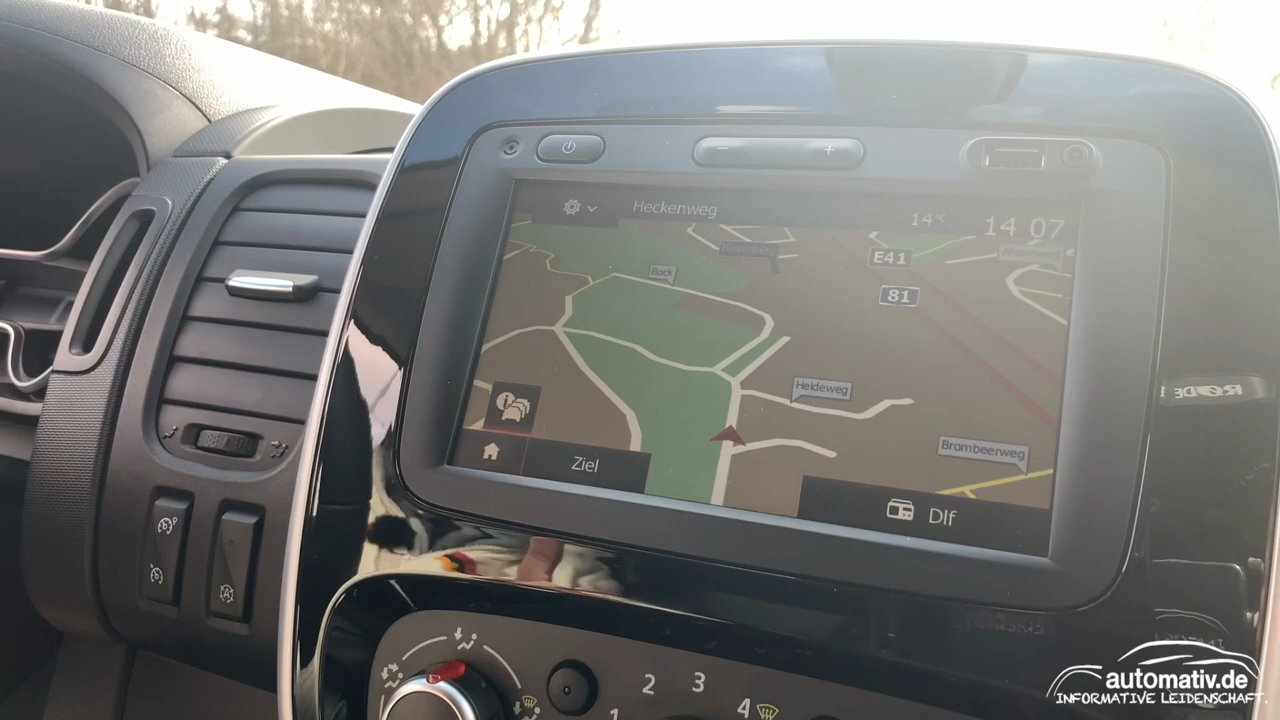 Heckenweg
14 °C
14 07
E41
81
Bock
Heideweg
Brombeerweg
Ziel
Dlf
A
1
2
3
4
automativ.de
INFORMATIVE LEIDENSCHAFT.